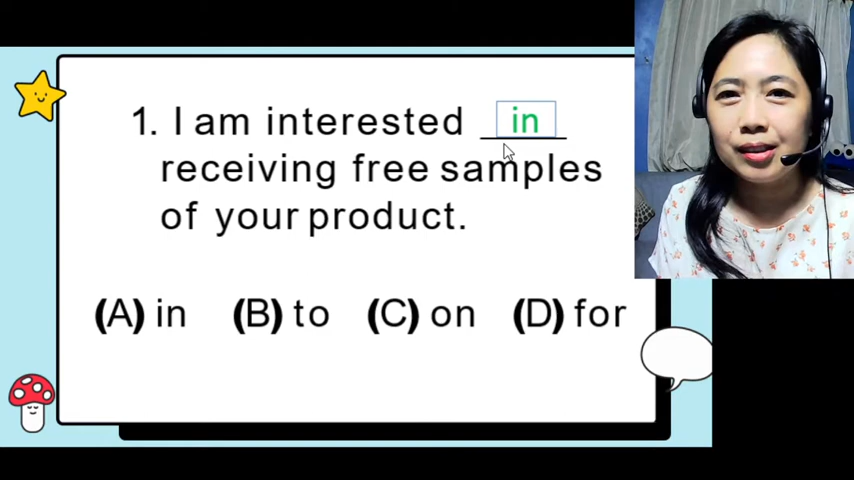 1. I am interested in
receiving free samples
of your product.
(A) in (B) to (C) on (D) for